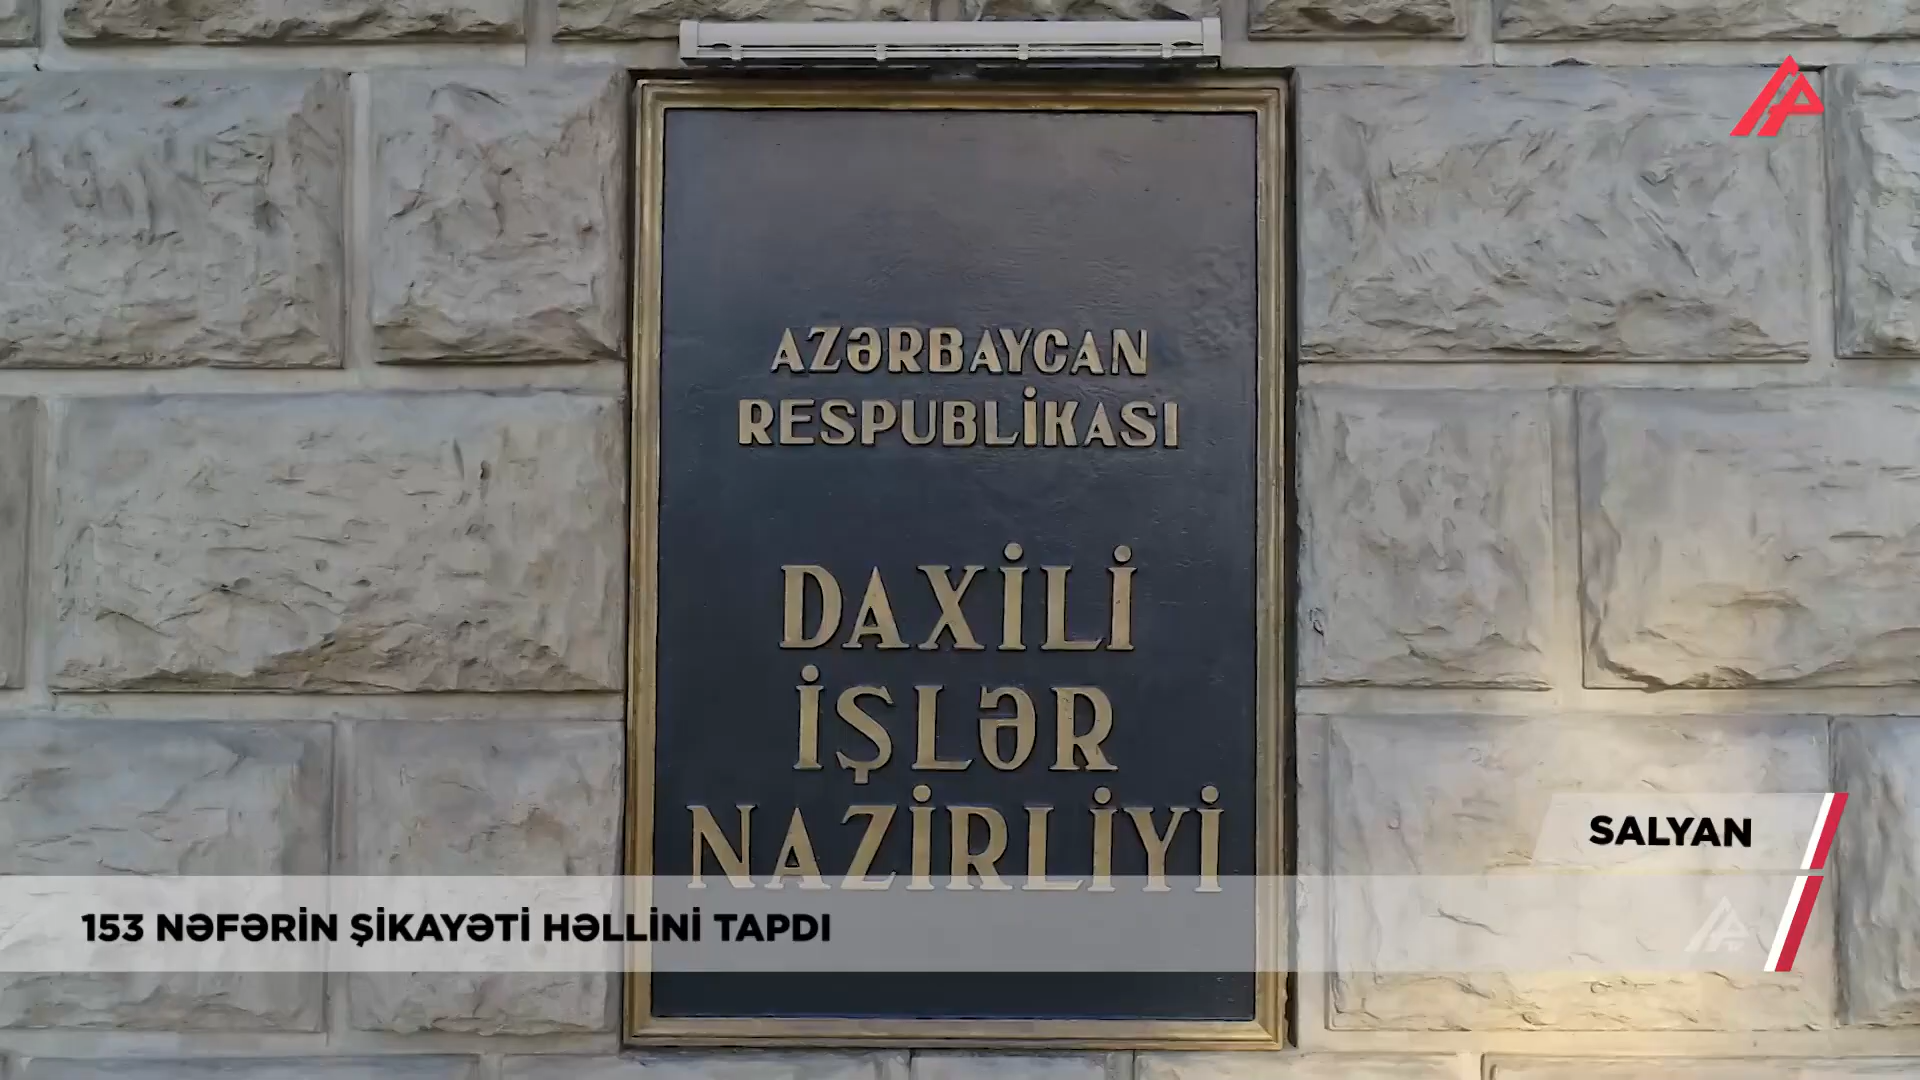 AZƏRBAYCAN
RESPUBLİKASI
DAXİLİ
İŞLƏR
NAZİRLİYİ
SALYAN
153 NƏFƏRİN ŞİKAYƏTİ HƏLLİNİ TAPDI